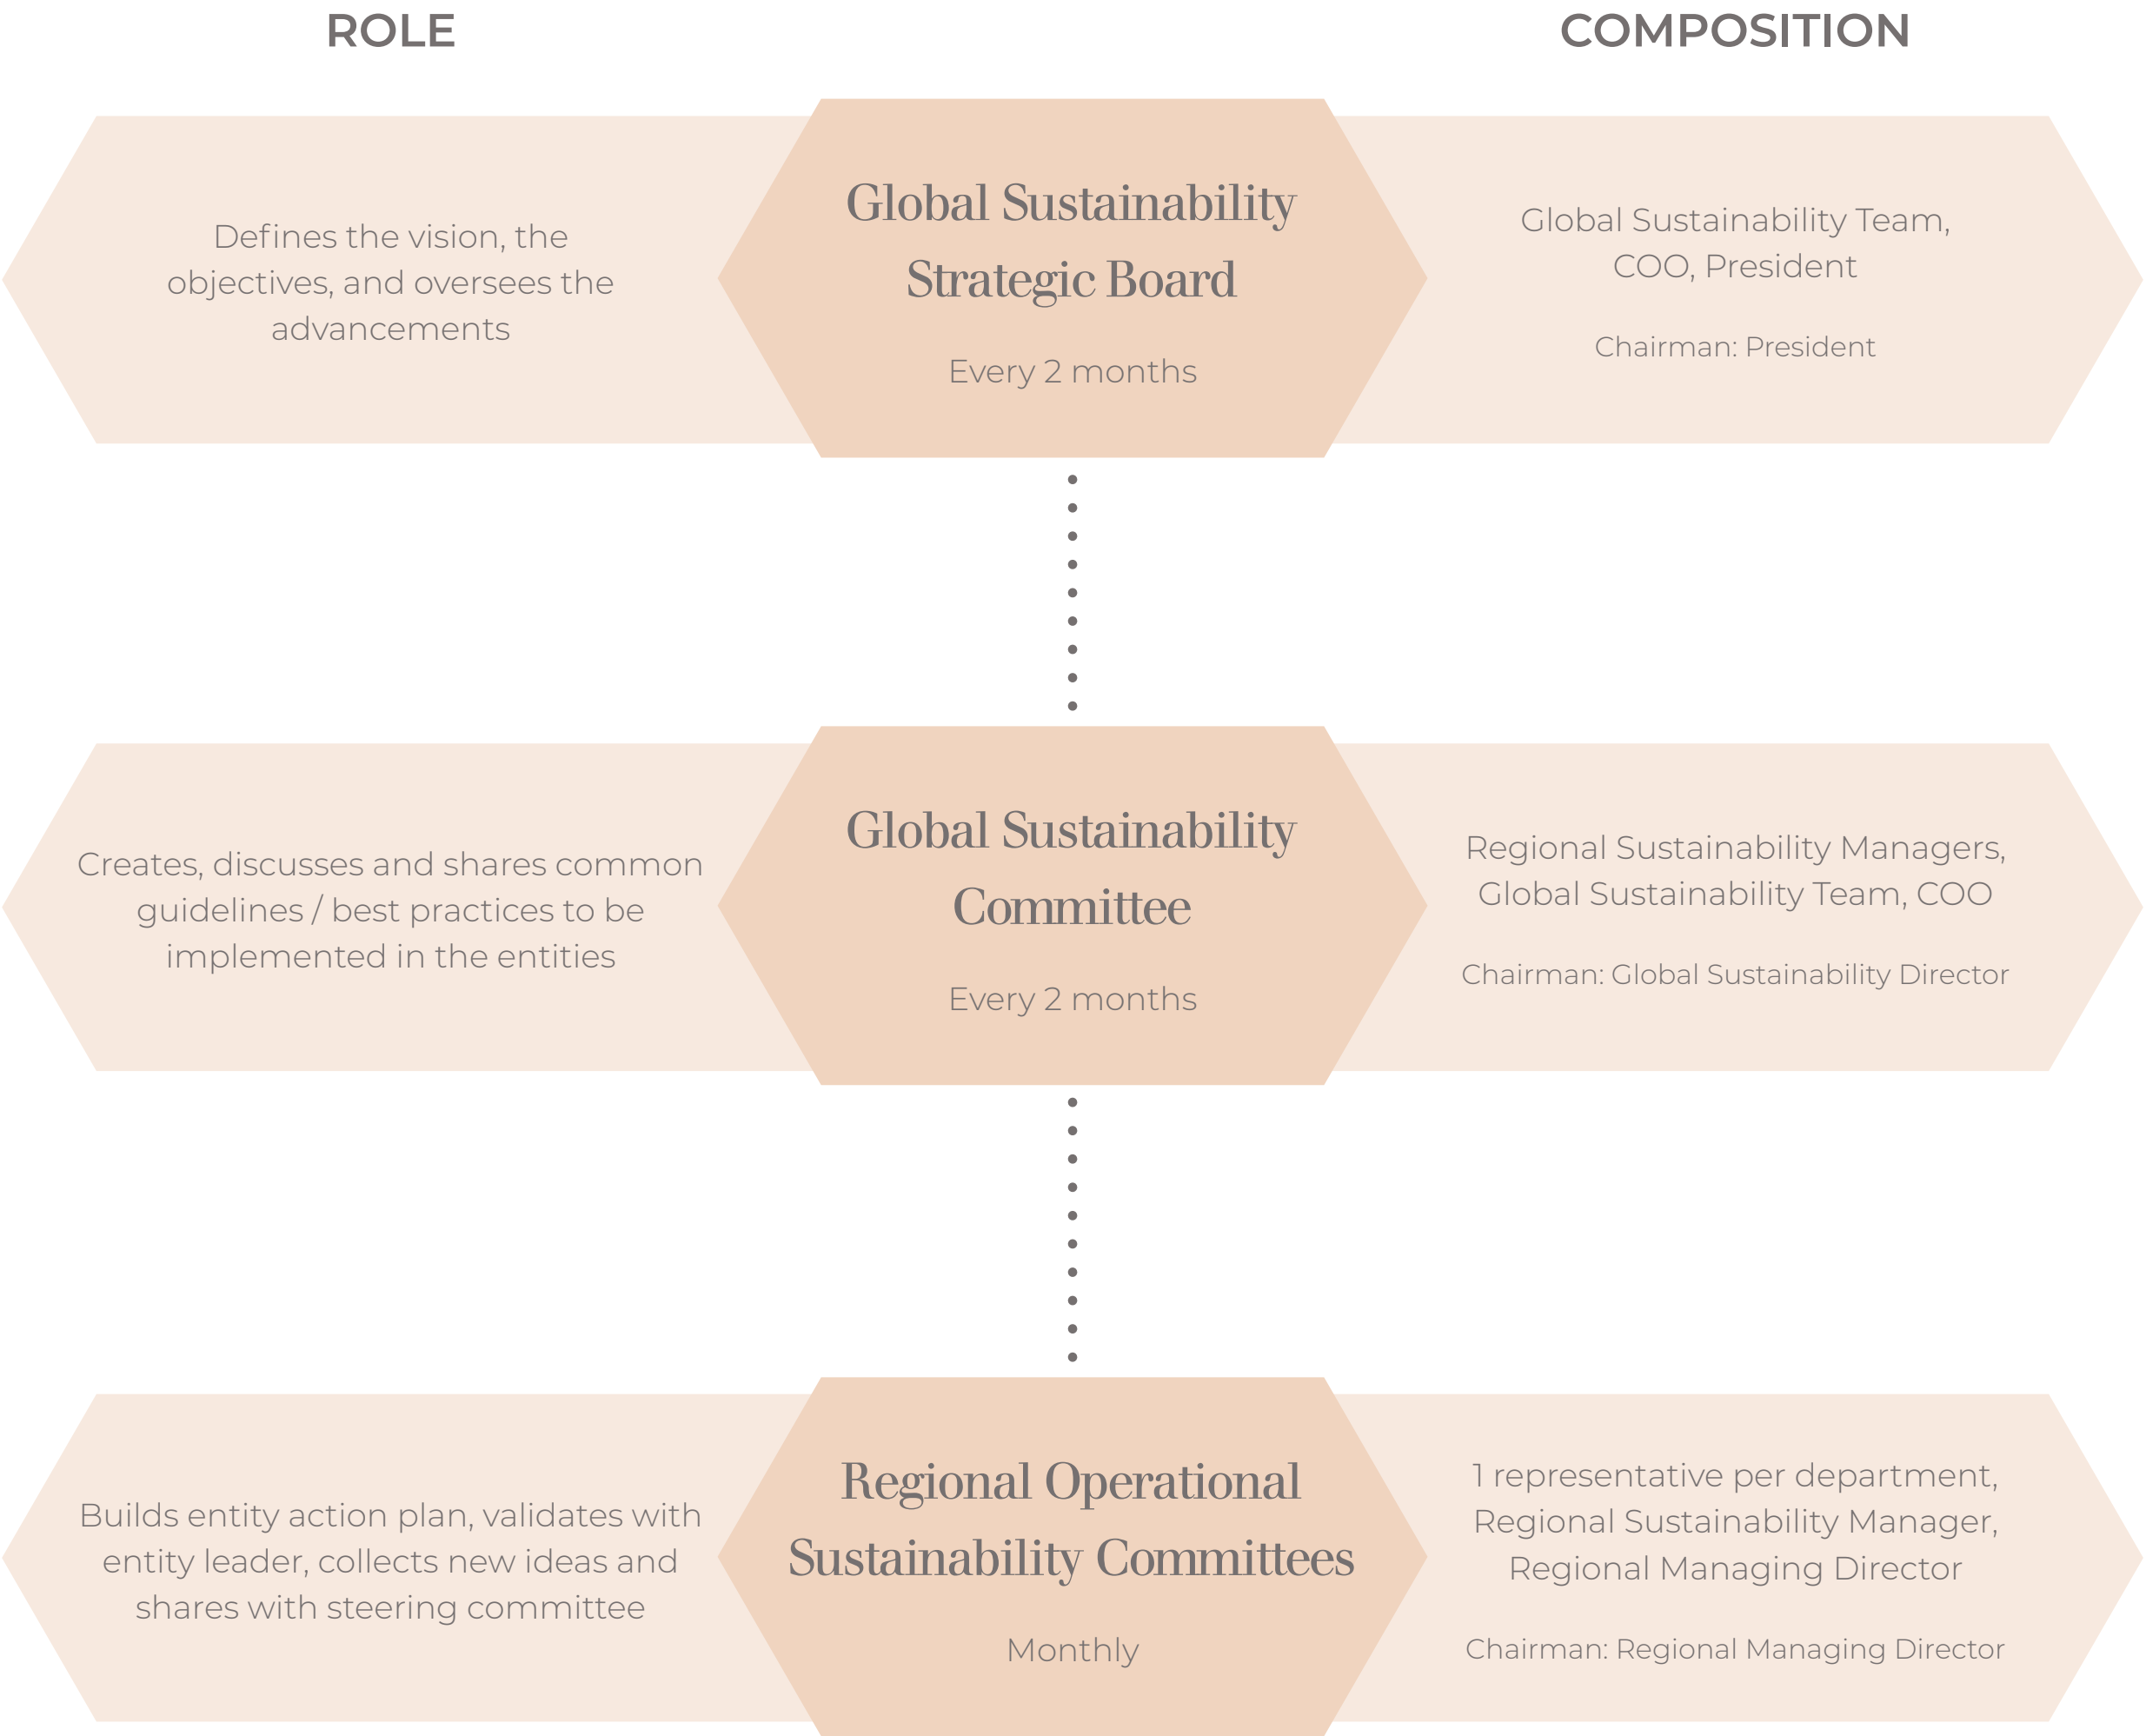 ROLE
COMPOSITION
Defines the vision, the
objectives, and oversees the
advancements
Global Sustainability
Strategic Board
Every 2 months
Global Sustainability Team,
COO, President
Chairman: President
Creates, discusses and shares common
guidelines / best practices to be
implemented in the entities
Global Sustainability
Committee
Every 2 months
Regional Sustainability Managers,
Global Sustainability Team, COO
Chairman: Global Sustainability Director
Builds entity action plan, validates with
entity leader, collects new ideas and
shares with steering committee
Regional Operational
Sustainability Committees
Monthly
1 representative per department,
Regional Sustainability Manager,
Regional Managing Director
Chairman: Regional Managing Director